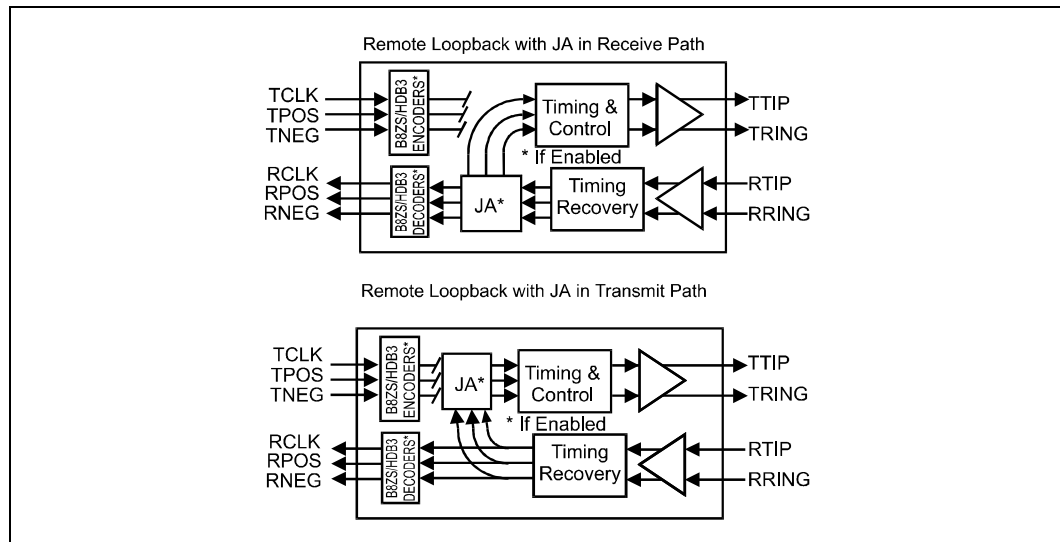 Remote Loopback with JA in Receive Path
TCLK
TPOS
TNEG
B8ZS/HDB3
ENCODERS*
Timing &
Control
TTIP
TRING
* If Enabled
RCLK
RPOS
RNEG
B8ZS/HDB3
DECODERS*
JA*
Timing
Recovery
RTIP
RRING
Remote Loopback with JA in Transmit Path
TCLK
TPOS
TNEG
B8ZS/HDB3
ENCODERS*
JA*
Timing &
Control
TTIP
TRING
* If Enabled
RCLK
RPOS
RNEG
B8ZS/HDB3
DECODERS*
Timing
Recovery
RTIP
RRING